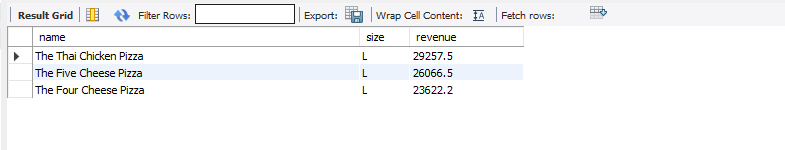 Result Grid Filter Rows: Export: Wrap Cell Content: Fetch rows:
name size revenue
The Thai Chicken Pizza L 29257.5
The Five Cheese Pizza L 26066.5
The Four Cheese Pizza L 23622.2